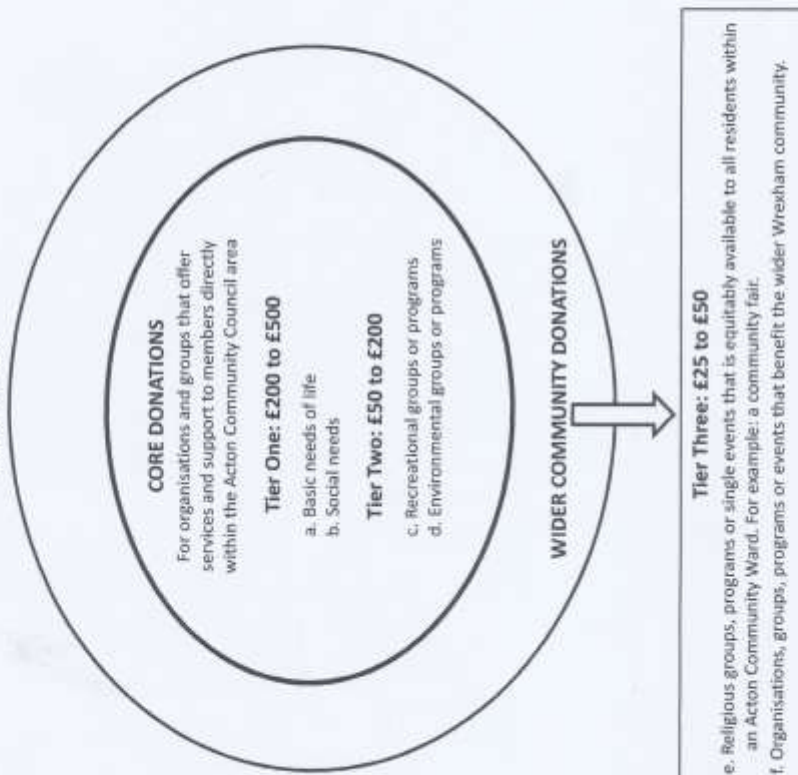 CORE DONATIONS
For organisations and groups that offer
services and support to members directly
within the Acton Community Council area
Tier One: £200 to £500
a. Basic needs of life
b. Social needs
Tier Two: £50 to £200
c. Recreational groups or programs
d. Environmental groups or programs
WIDER COMMUNITY DONATIONS
Tier Three: £25 to £50
e. Religious groups, programs or single events that is equitably available to all residents within
an Acton Community Ward. For example: a community fair.
f. Organisations, groups, programs or events that benefit the wider Wrexham community.